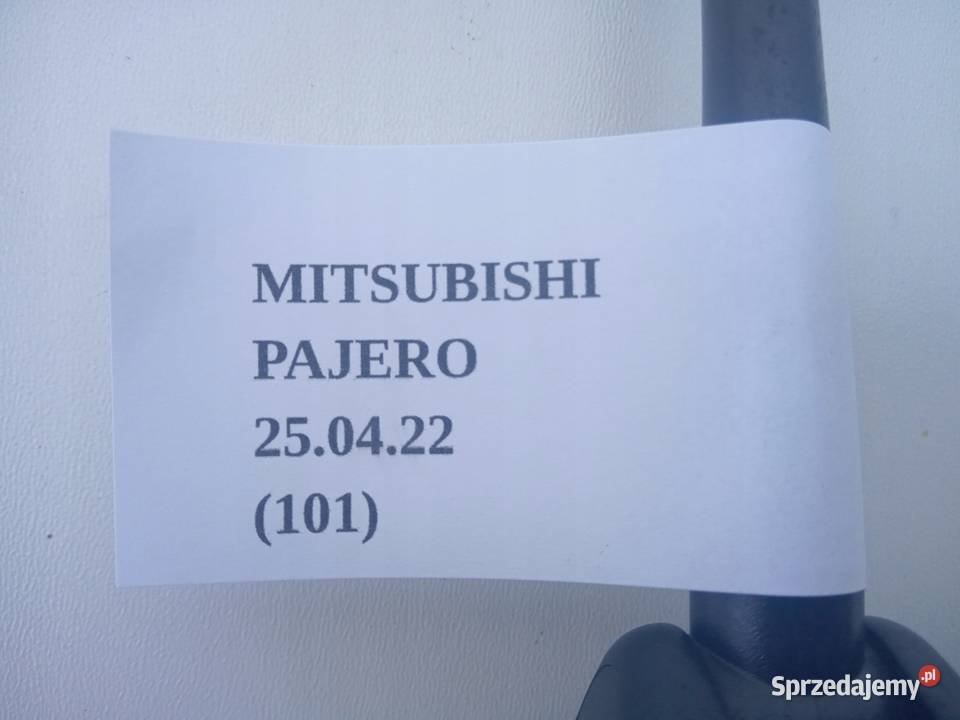 MITSUBISHI
PAJERO
25.04.22
(101)
Sprzedajemy.pl